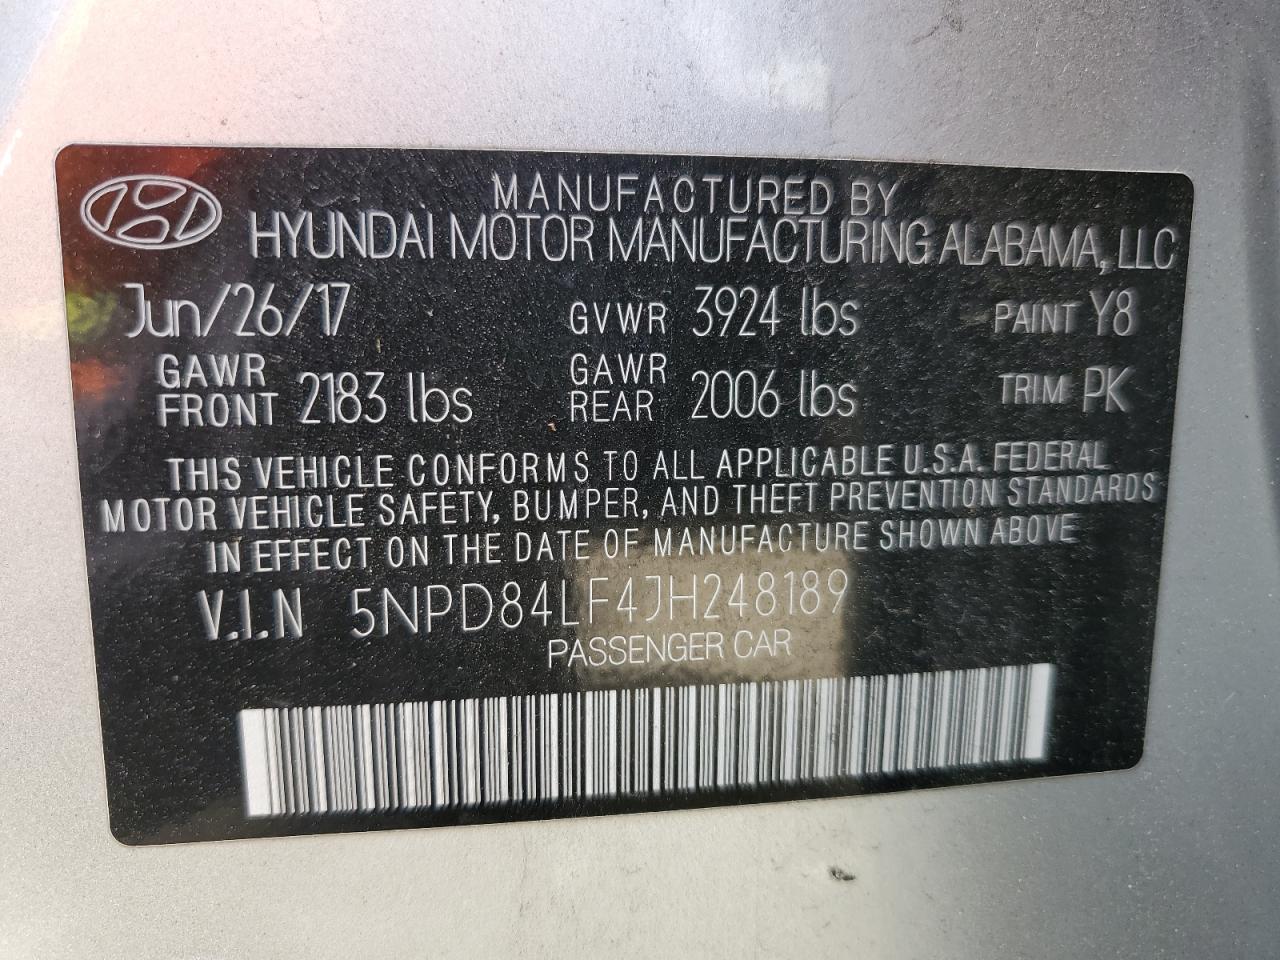 MANUFACTURED BY
HYUNDAI MOTOR MANUFACTURING ALABAMA, LLC
Jun/26/17 GVWR 3924 lbs PAINT Y8
GAWR FRONT 2183 lbs GAWR REAR 2006 lbs TRIM PK
THIS VEHICLE CONFORMS TO ALL APPLICABLE U.S.A. FEDERAL
MOTOR VEHICLE SAFETY, BUMPER, AND THEFT PREVENTION STANDARDS
IN EFFECT ON THE DATE OF MANUFACTURE SHOWN ABOVE
V.I.N 5NPD84LF4JH248189
PASSENGER CAR